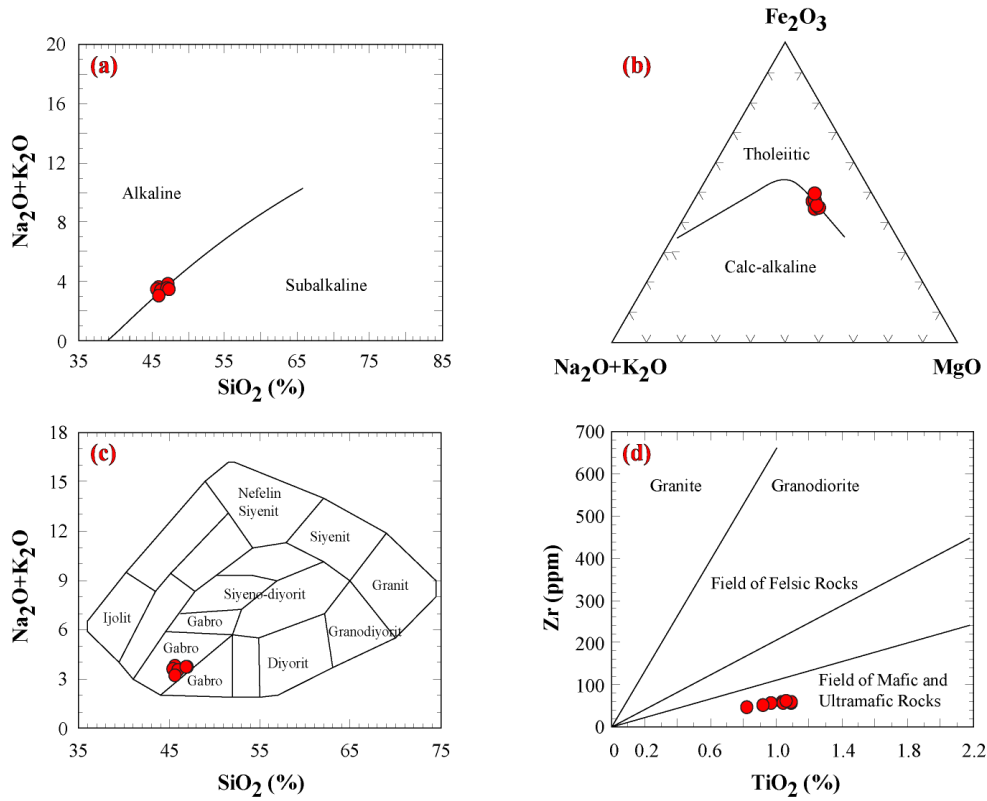 (a)
20
16
12
8
4
0
Na2O+K2O
Alkaline
Subalkaline
35 45 55 65 75 85
SiO2 (%)
(b)
Fe2O3
Tholeiitic
Calc-alkaline
Na2O+K2O
MgO
(c)
18
15
12
9
6
3
0
Na2O+K2O
Nefelin
Siyenit
Siyenit
Granit
Siyeno-diyorit
Gabro
Granodiyorit
Ijolit
Gabro
Diyorit
Gabro
35 45 55 65 75
SiO2 (%)
(d)
700
600
500
400
300
200
100
0
Zr (ppm)
Granite
Granodiorite
Field of Felsic Rocks
Field of Mafic and
Ultramafic Rocks
0 0.2 0.6 1.0 1.4 1.8 2.2
TiO2 (%)